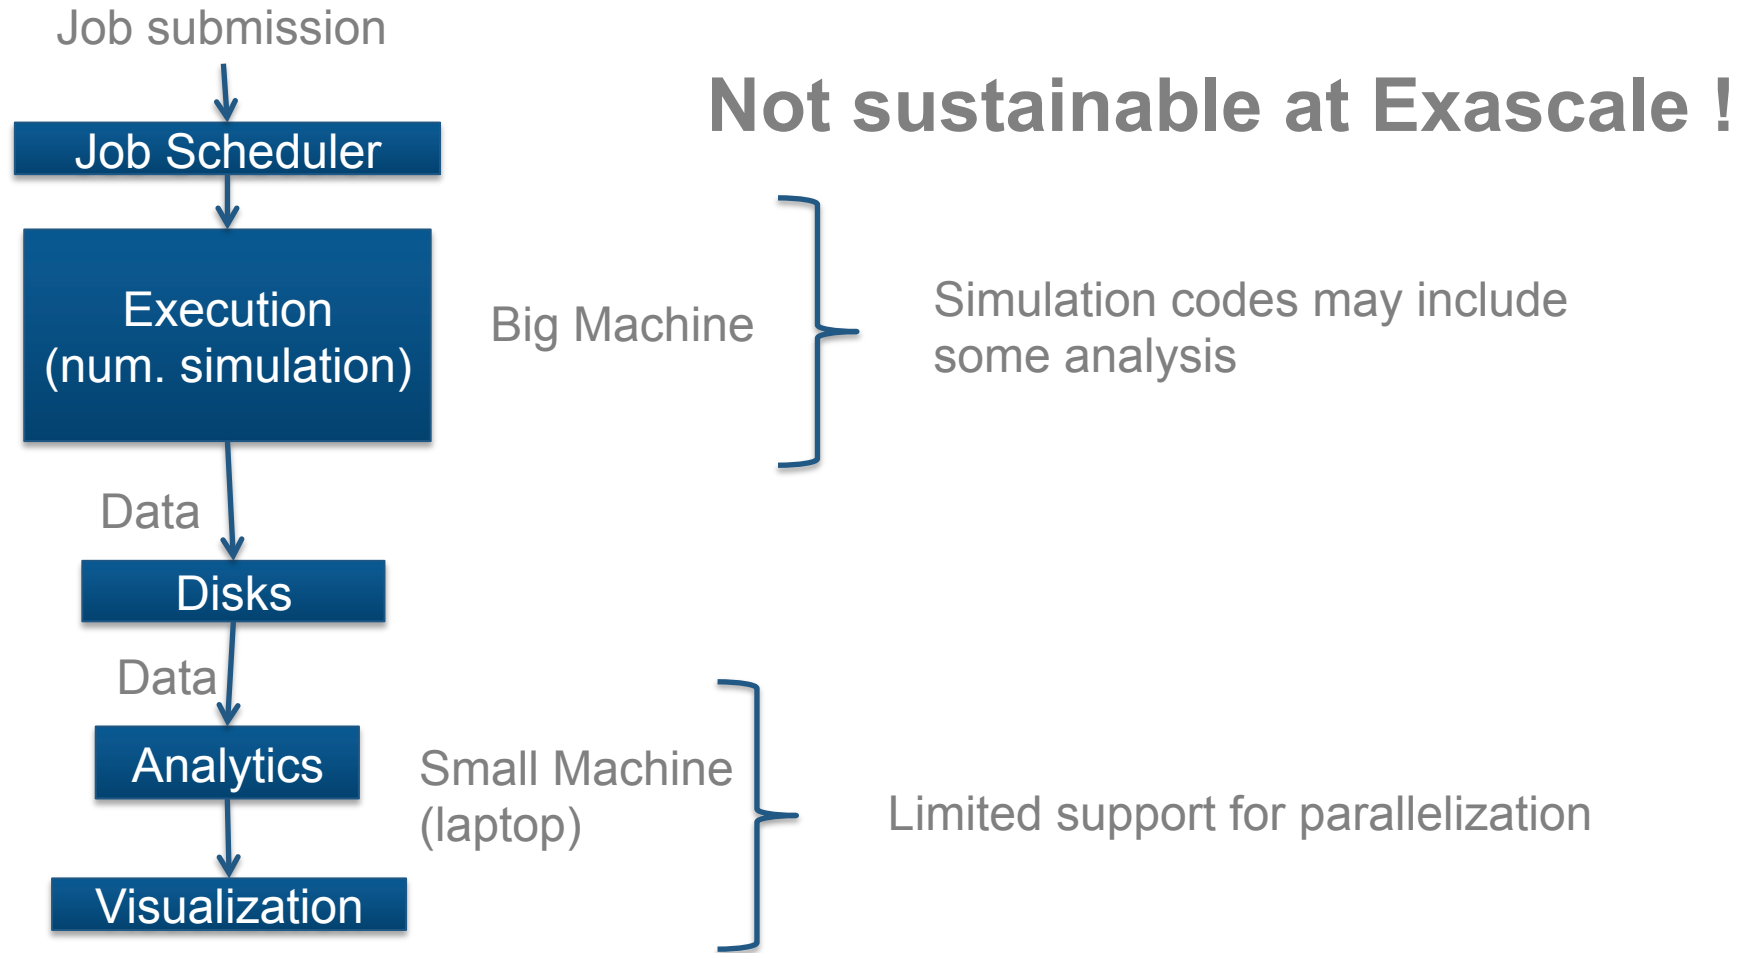 Job submission
Not sustainable at Exascale !
Job Scheduler
Execution
(num. simulation)
Big Machine
Simulation codes may include
some analysis
Data
Disks
Data
Analytics
Small Machine
(laptop)
Limited support for parallelization
Visualization